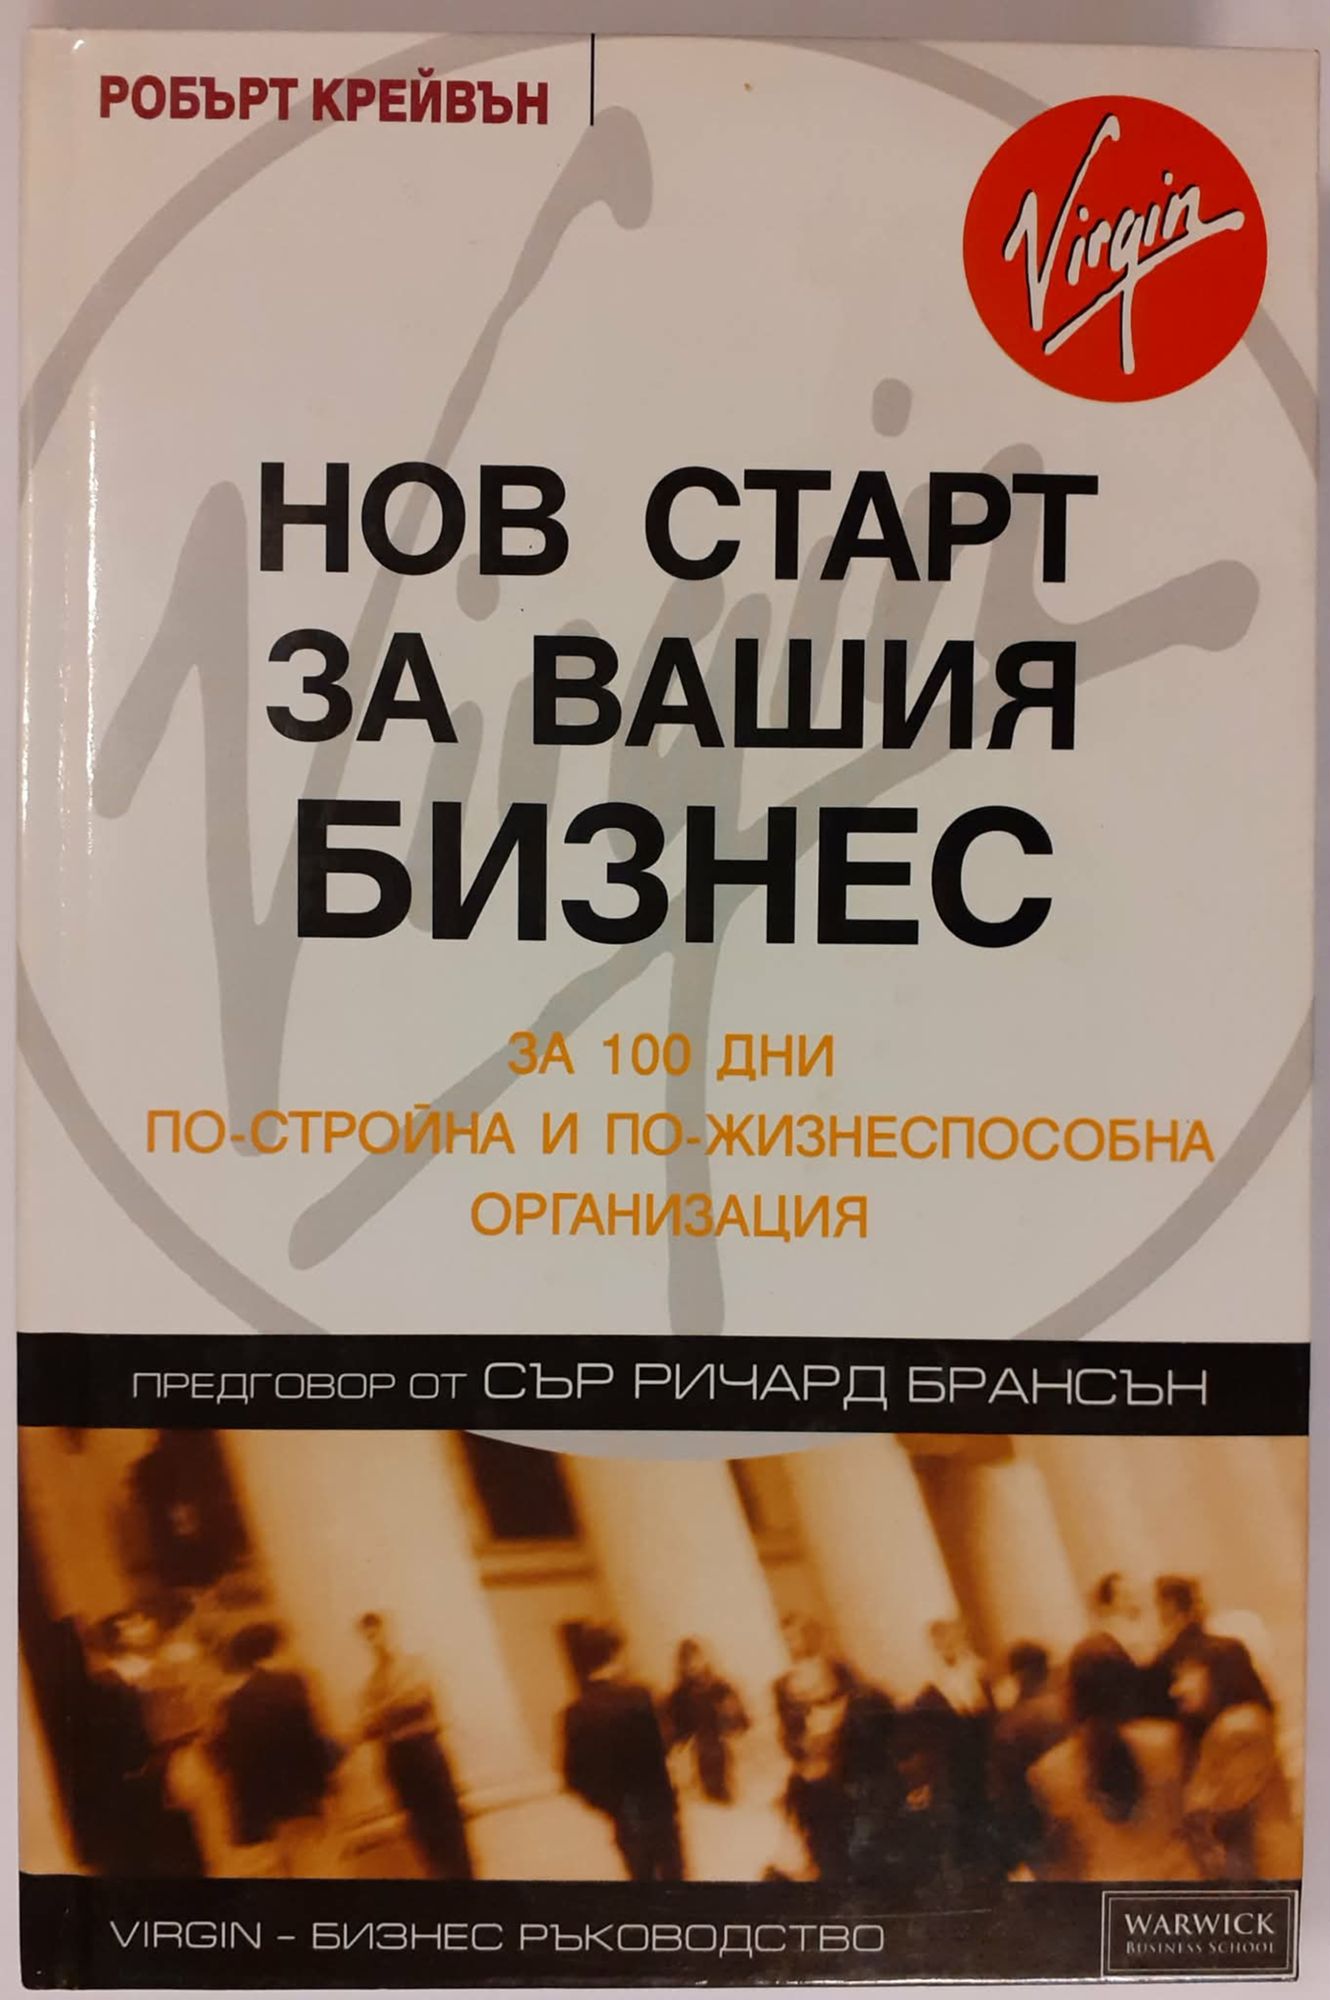 РОБЪРТ КРЕЙВЪН
Virgin
НОВ СТАРТ
ЗА ВАШИЯ
БИЗНЕС
ЗА 100 ДНИ
ПО-СТРОЙНА И ПО-ЖИЗНЕСПОСОБНА
ОРГАНИЗАЦИЯ
ПРЕДГОВОР ОТ СЪР РИЧАРД БРАНСЪН
VIRGIN – БИЗНЕС РЪКОВОДСТВО
WARWICK
BUSINESS SCHOOL